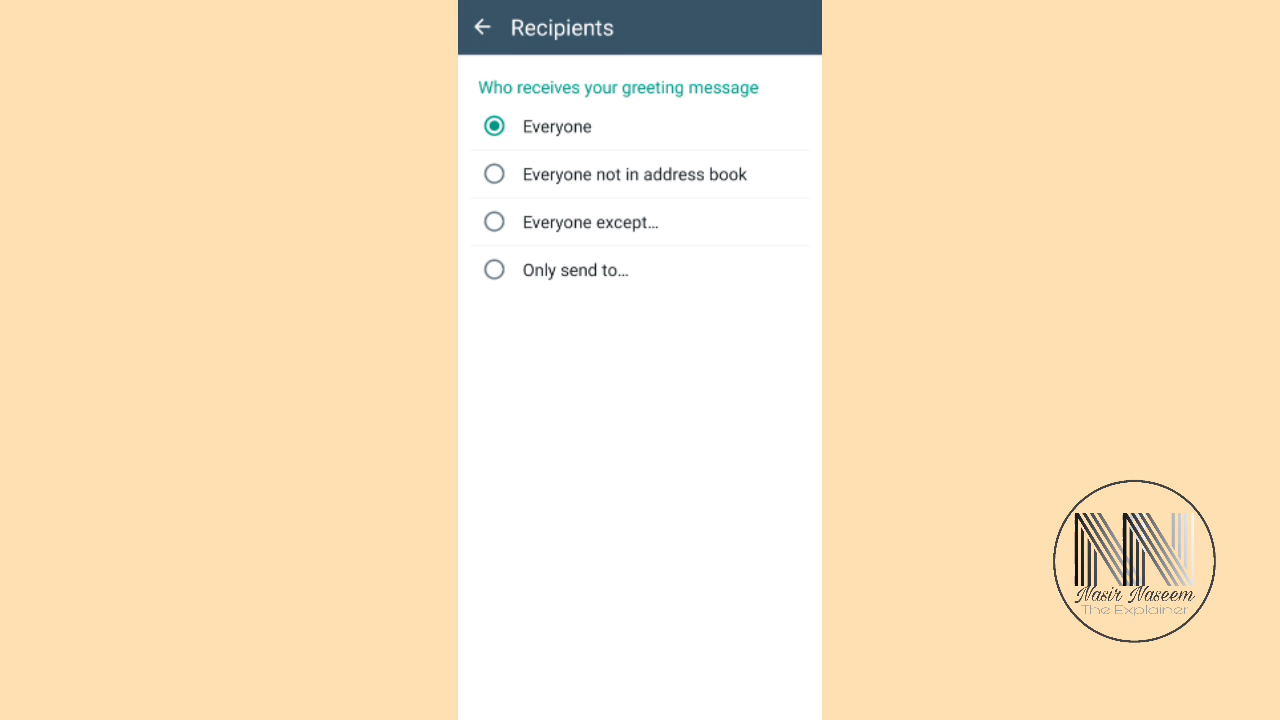 Recipients
Who receives your greeting message
Everyone
Everyone not in address book
Everyone except...
Only send to...
NN
Nasir Naseem
The Explainer